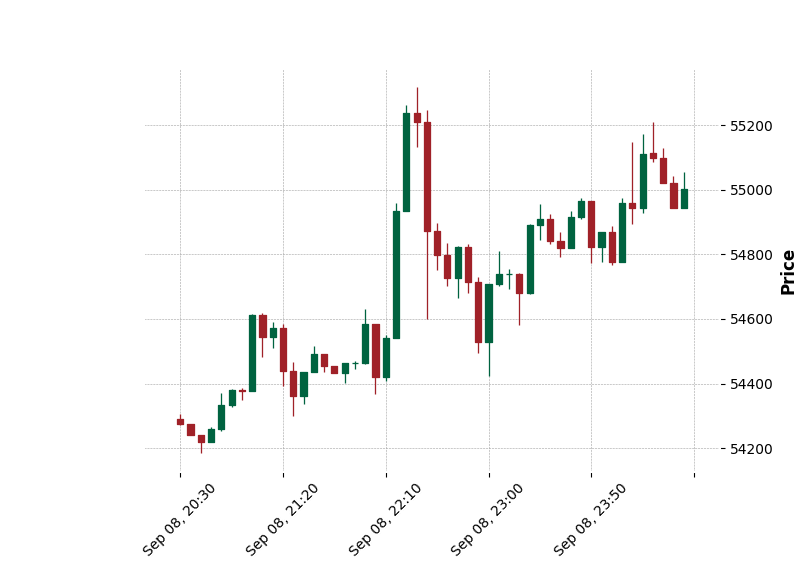 55200
55000
54800
54600
54400
54200
Price
Sep 08, 20:30
Sep 08, 21:20
Sep 08, 22:10
Sep 08, 23:00
Sep 08, 23:50